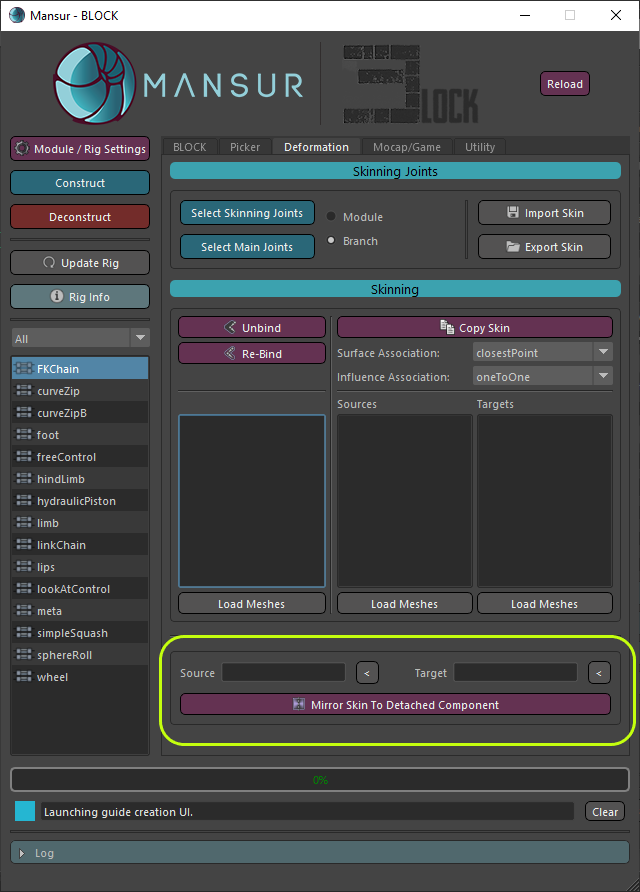 Mansur - BLOCK
MANSUR
BLOCK
Reload
Module / Rig Settings
Construct
Deconstruct
Update Rig
Rig Info
All
FKChain
curveZip
curveZipB
foot
freeControl
hindLimb
hydraulicPiston
limb
linkChain
lips
lookAtControl
meta
simpleSquash
sphereRoll
wheel
BLOCK Picker Deformation Mocap/Game Utility
Skinning Joints
Select Skinning Joints Module Import Skin
Select Main Joints Branch Export Skin
Skinning
Unbind
Re-Bind
Copy Skin
Surface Association: closestPoint
Influence Association: oneToOne
Sources Targets
Load Meshes Load Meshes Load Meshes
Source < Target <
Mirror Skin To Detached Component
0%
Launching guide creation UI. Clear
Log